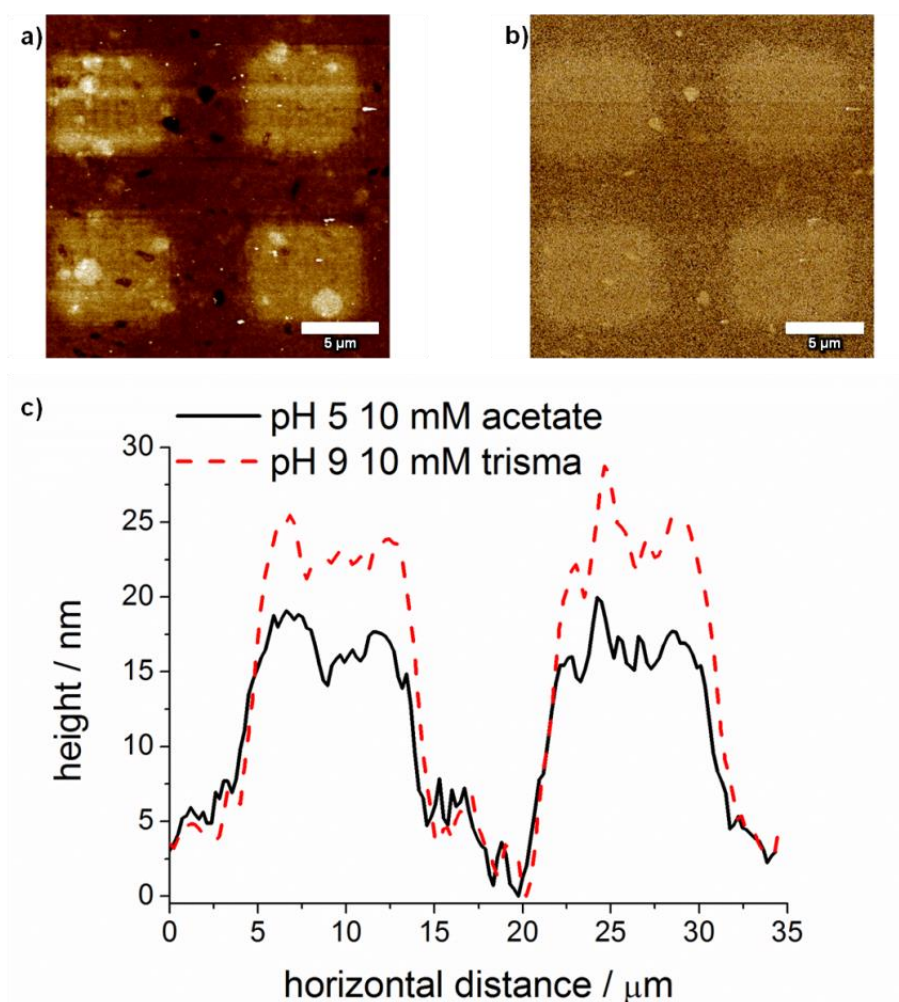 a)
b)
5 µm
5 µm
c)
pH 5 10 mM acetate
pH 9 10 mM trisma
30
25
20
15
10
5
0
height / nm
0 5 10 15 20 25 30 35
horizontal distance / µm